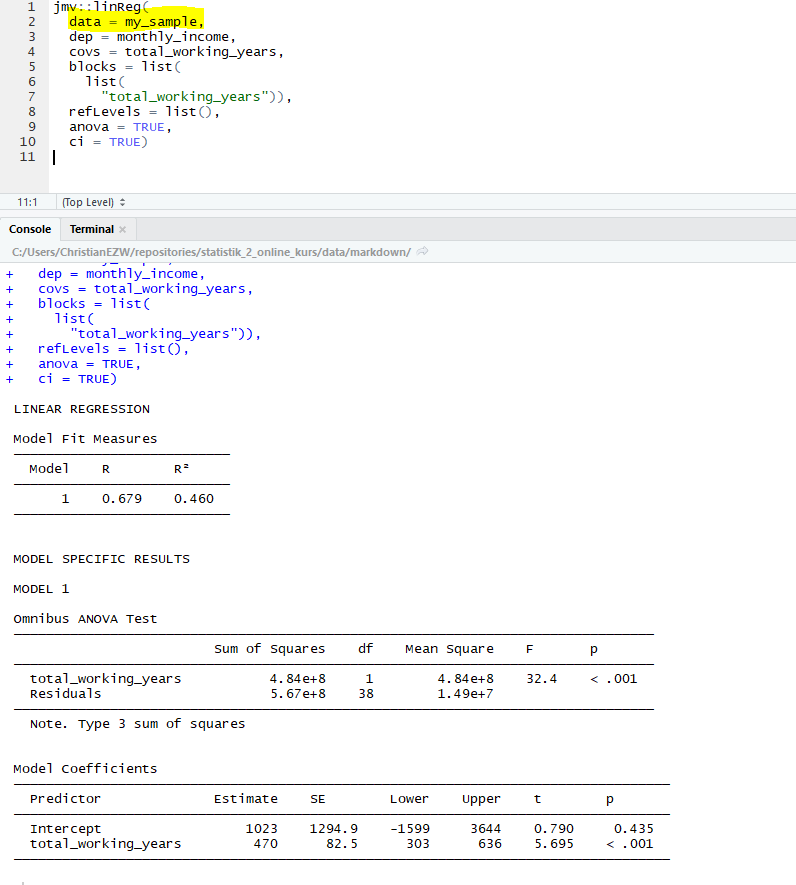 1 jmv::linReg(
2 data = my_sample,
3 dep = monthly_income,
4 covs = total_working_years,
5 blocks = list(
6 list(
7 "total_working_years")),
8 refLevels = list(),
9 anova = TRUE,
10 ci = TRUE)
11
11:1 (Top Level)
Console Terminal
C:/Users/ChristianEZW/repositories/statistik_2_online_kurs/data/markdown/
+ dep = monthly_income,
+ covs = total_working_years,
+ blocks = list(
+ list(
+ "total_working_years")),
+ refLevels = list(),
+ anova = TRUE,
+ ci = TRUE)
LINEAR REGRESSION
Model Fit Measures
Model R R²
1 0.679 0.460
MODEL SPECIFIC RESULTS
MODEL 1
Omnibus ANOVA Test
Sum of Squares df Mean Square F p
total_working_years 4.84e+8 1 4.84e+8 32.4 < .001
Residuals 5.67e+8 38 1.49e+7
Note. Type 3 sum of squares
Model Coefficients
Predictor Estimate SE Lower Upper t p
Intercept 1023 1294.9 -1599 3644 0.790 0.435
total_working_years 470 82.5 303 636 5.695 < .001